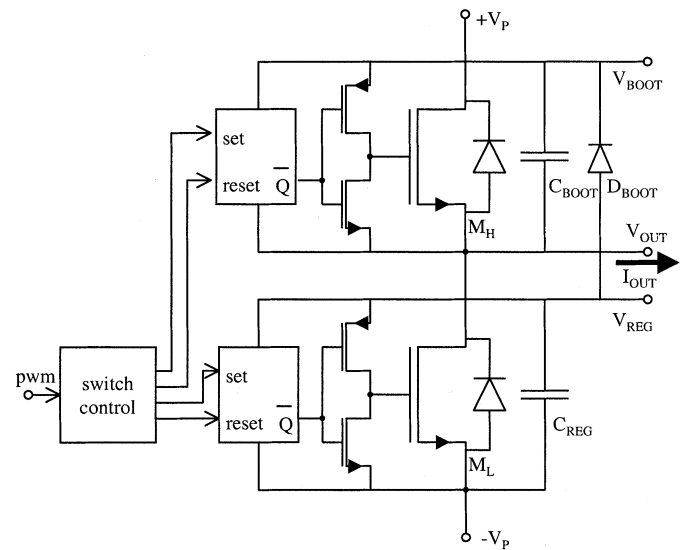 +V_P
V_BOOT
set
reset Q̅
C_BOOT D_BOOT
M_H
V_OUT
I_OUT
V_REG
pwm
switch
control
set
reset Q̅
C_REG
M_L
-V_P